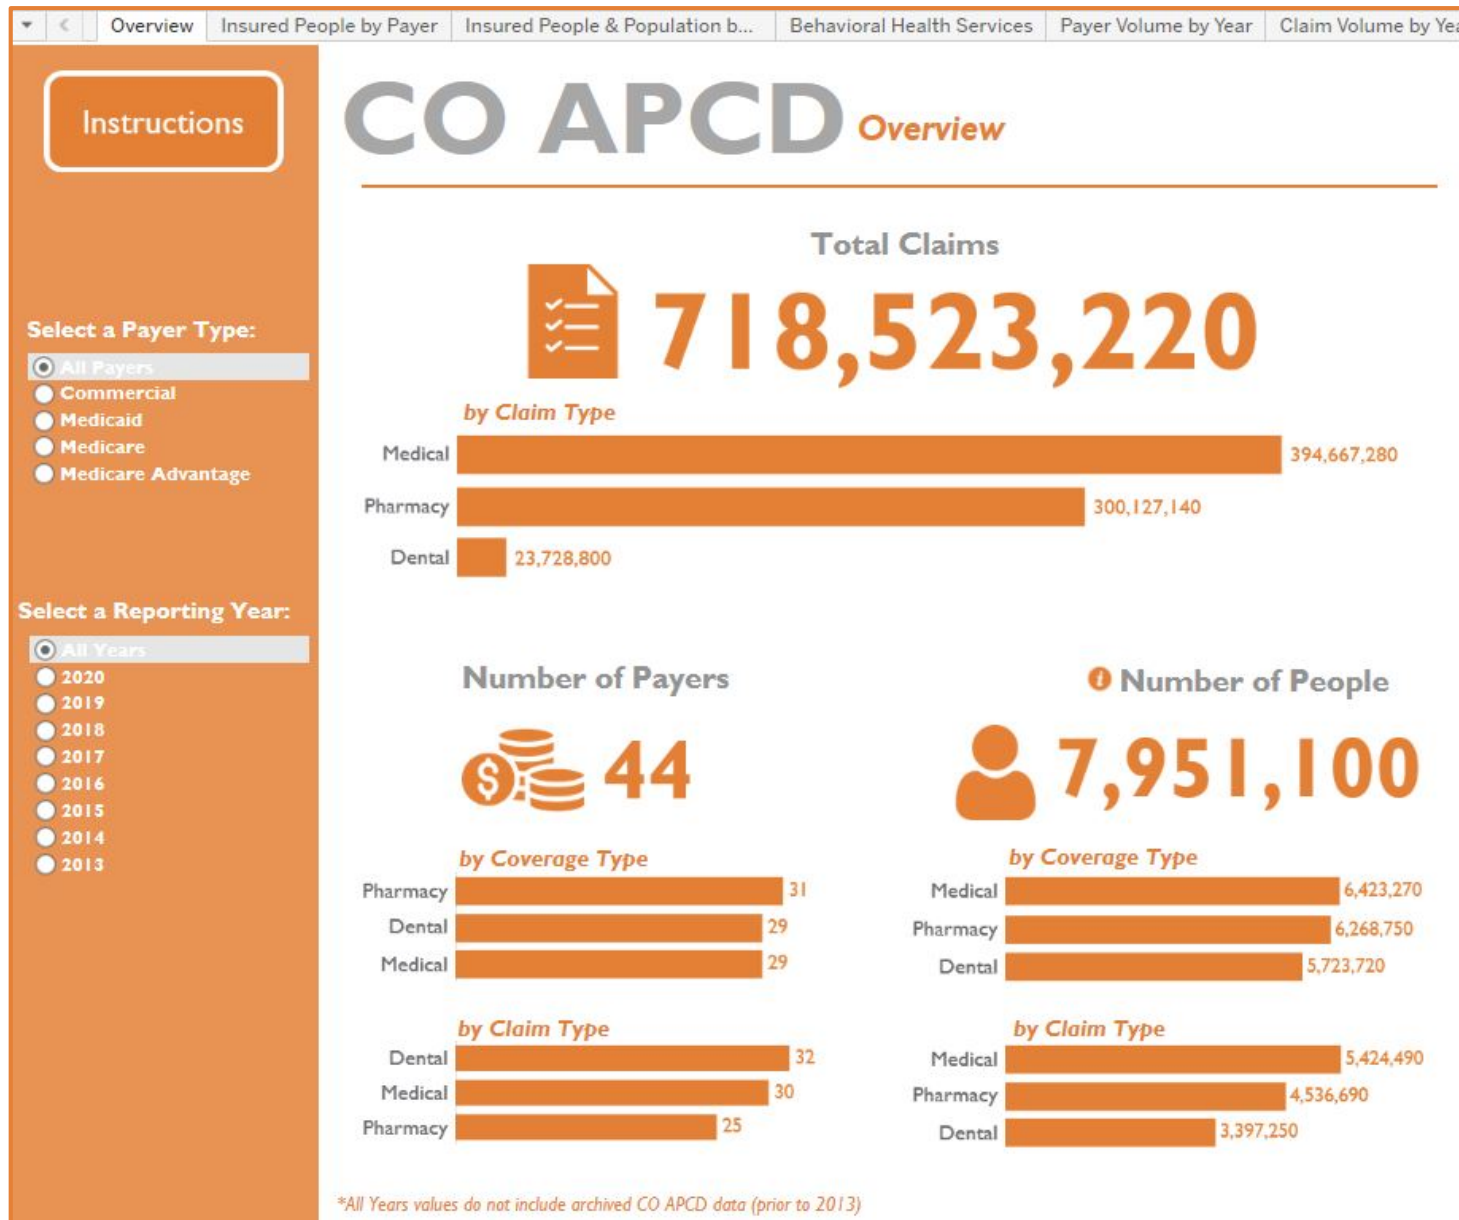 Overview
Insured People by Payer
Insured People & Population b...
Behavioral Health Services
Payer Volume by Year
Claim Volume by Yea
Instructions
CO APCD Overview
Select a Payer Type:
All Payers
Commercial
Medicaid
Medicare
Medicare Advantage
Select a Reporting Year:
All Years
2020
2019
2018
2017
2016
2015
2014
2013
Total Claims
718,523,220
by Claim Type
Medical 394,667,280
Pharmacy 300,127,140
Dental 23,728,800
Number of Payers
$ 44
by Coverage Type
Pharmacy 31
Dental 29
Medical 29
by Claim Type
Dental 32
Medical 30
Pharmacy 25
i Number of People
7,951,100
by Coverage Type
Medical 6,423,270
Pharmacy 6,268,750
Dental 5,723,720
by Claim Type
Medical 5,424,490
Pharmacy 4,536,690
Dental 3,397,250
*All Years values do not include archived CO APCD data (prior to 2013)